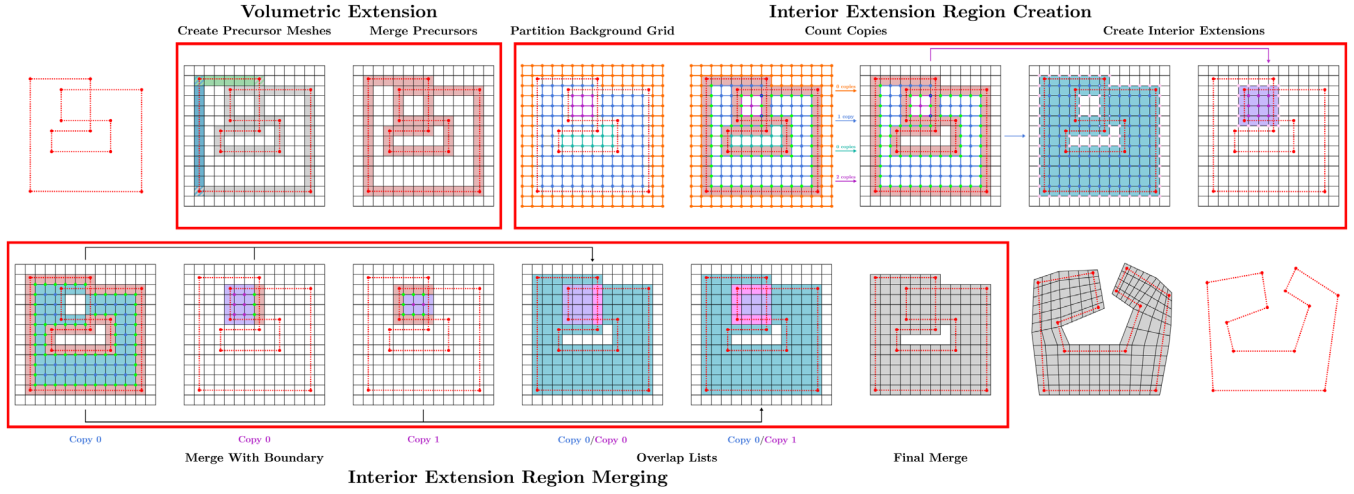 Volumetric Extension
Interior Extension Region Creation
Create Precursor Meshes
Merge Precursors
Partition Background Grid
Count Copies
Create Interior Extensions
0 copies
1 copy
0 copies
2 copies
Copy 0
Copy 0
Copy 1
Copy 0/Copy 0
Copy 0/Copy 1
Merge With Boundary
Overlap Lists
Final Merge
Interior Extension Region Merging